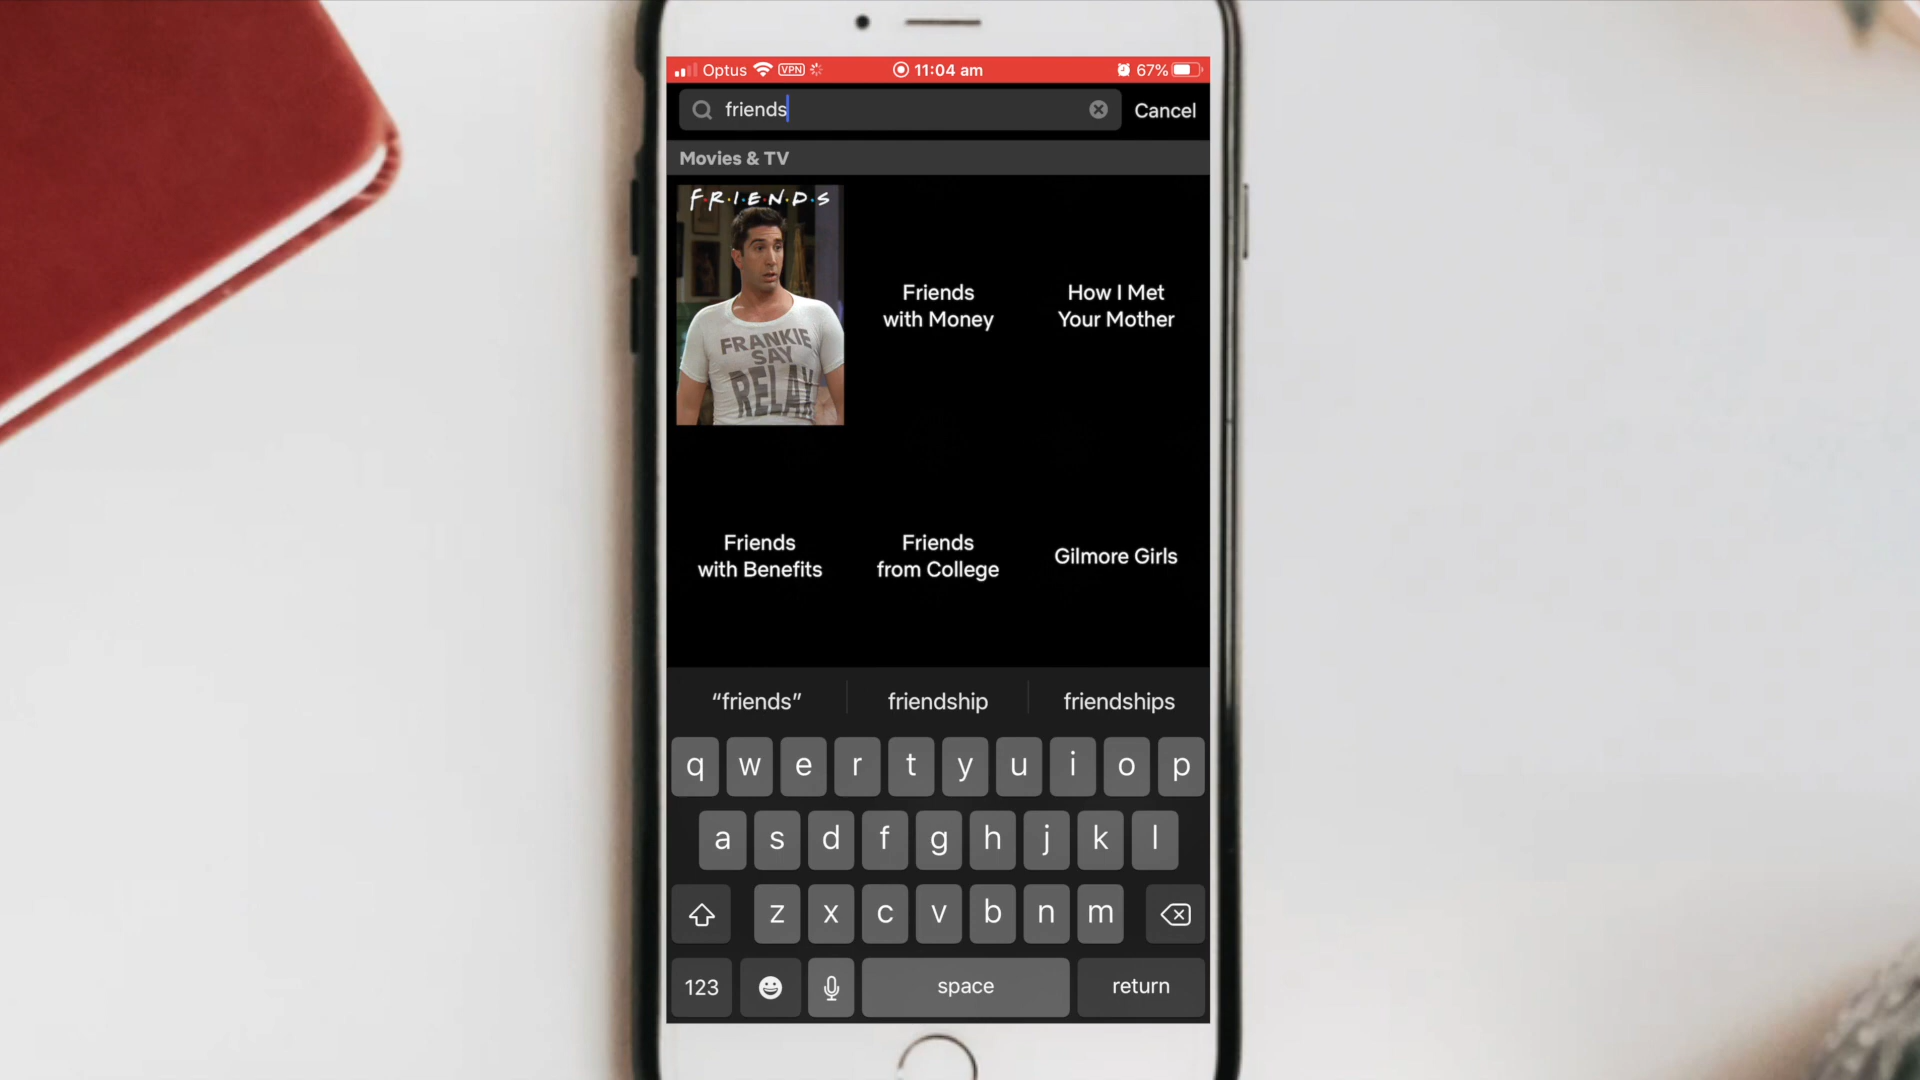 Optus VPN 11:04 am 67%
friends Cancel
Movies & TV
F·R·I·E·N·D·S
FRANKIE
SAY
RELAX
Friends
with Money
How I Met
Your Mother
Friends
with Benefits
Friends
from College
Gilmore Girls
“friends” friendship friendships
q w e r t y u i o p
a s d f g h j k l
z x c v b n m
123 space return